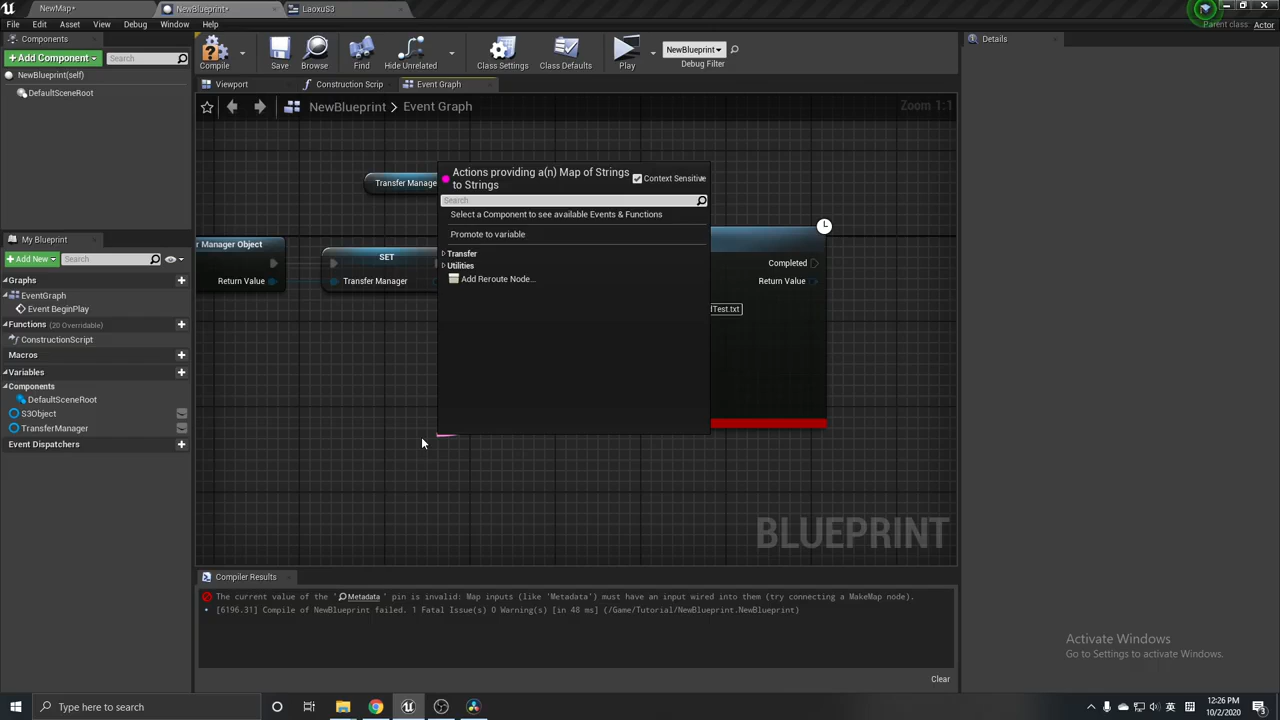 NewMap*
NewBlueprint*
LaoxuS3
File Edit Asset View Debug Window Help
Parent class: Actor
Components
Add Component
Search
NewBlueprint(self)
DefaultSceneRoot
Compile
Save
Browse
Find
Hide Unrelated
Class Settings
Class Defaults
Play
NewBlueprint
Debug Filter
Details
Viewport
Construction Scrip
Event Graph
NewBlueprint
Event Graph
Zoom 1:1
Transfer Manage
Actions providing a(n) Map of Strings
to Strings
Context Sensitive
Search
Select a Component to see available Events & Functions
Promote to variable
Transfer
Utilities
Add Reroute Node...
r Manager Object
Return Value
SET
Transfer Manager
Completed
Return Value
lTest.txt
My Blueprint
Add New
Search
Graphs
EventGraph
Event BeginPlay
Functions (20 Overridable)
ConstructionScript
Macros
Variables
Components
DefaultSceneRoot
S3Object
TransferManager
Event Dispatchers
BLUEPRINT
Compiler Results
The current value of the ' Metadata ' pin is invalid: Map inputs (like 'Metadata') must have an input wired into them (try connecting a MakeMap node).
[6196.31] Compile of NewBlueprint failed. 1 Fatal Issue(s) 0 Warning(s) [in 48 ms] (/Game/Tutorial/NewBlueprint.NewBlueprint)
Clear
Activate Windows
Go to Settings to activate Windows.
Type here to search
英
12:26 PM
10/2/2020
3